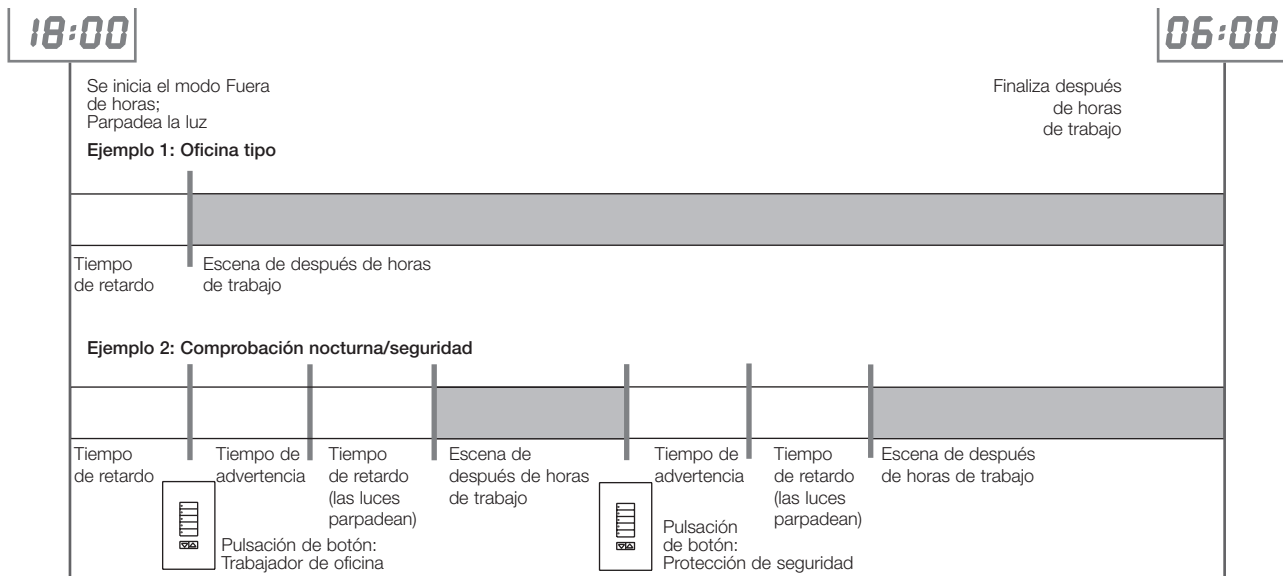 18:00
06:00
Se inicia el modo Fuera
de horas;
Parpadea la luz
Finaliza después
de horas
de trabajo
Ejemplo 1: Oficina tipo
Tiempo
de retardo
Escena de después de horas
de trabajo
Ejemplo 2: Comprobación nocturna/seguridad
Tiempo
de retardo
Tiempo de
advertencia
Tiempo
de retardo
(las luces
parpadean)
Escena de
después de horas
de trabajo
Tiempo de
advertencia
Tiempo
de retardo
(las luces
parpadean)
Escena de después
de horas de trabajo
Pulsación de botón:
Trabajador de oficina
Pulsación
de botón:
Protección de seguridad